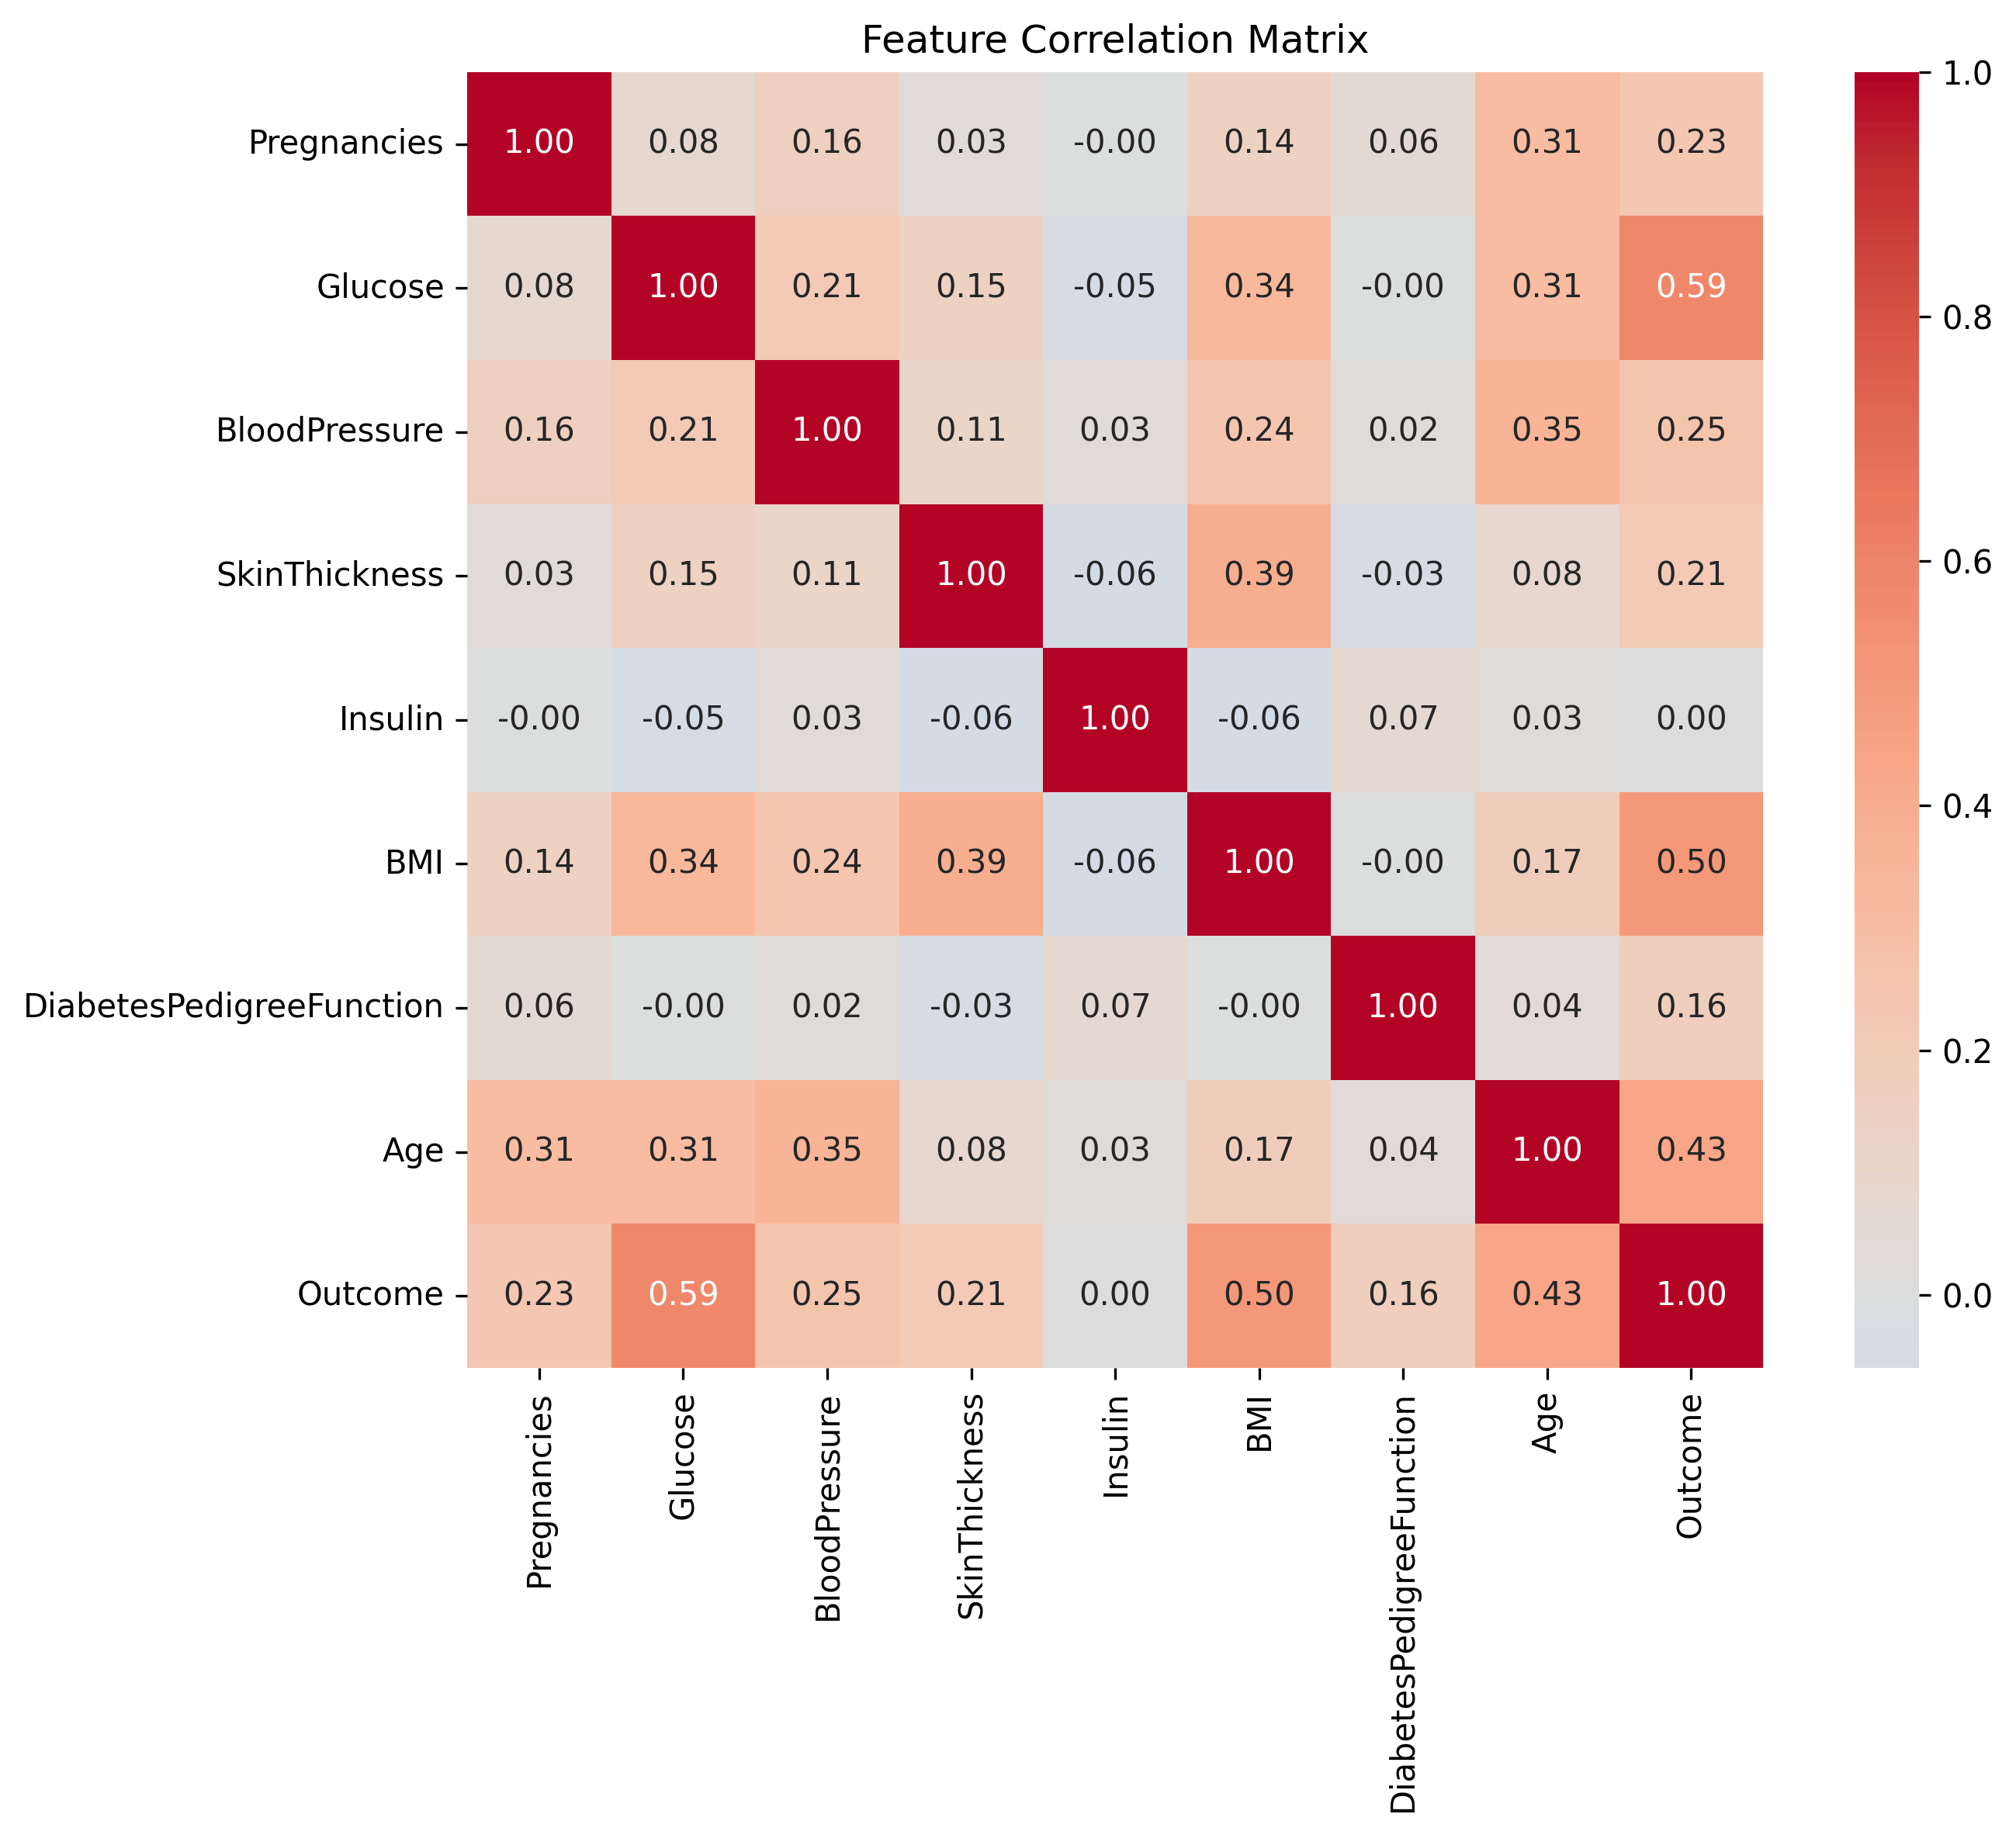 Feature Correlation Matrix
Pregnancies 1.00 0.08 0.16 0.03 -0.00 0.14 0.06 0.31 0.23
Glucose 0.08 1.00 0.21 0.15 -0.05 0.34 -0.00 0.31 0.59
BloodPressure 0.16 0.21 1.00 0.11 0.03 0.24 0.02 0.35 0.25
SkinThickness 0.03 0.15 0.11 1.00 -0.06 0.39 -0.03 0.08 0.21
Insulin -0.00 -0.05 0.03 -0.06 1.00 -0.06 0.07 0.03 0.00
BMI 0.14 0.34 0.24 0.39 -0.06 1.00 -0.00 0.17 0.50
DiabetesPedigreeFunction 0.06 -0.00 0.02 -0.03 0.07 -0.00 1.00 0.04 0.16
Age 0.31 0.31 0.35 0.08 0.03 0.17 0.04 1.00 0.43
Outcome 0.23 0.59 0.25 0.21 0.00 0.50 0.16 0.43 1.00
Pregnancies
Glucose
BloodPressure
SkinThickness
Insulin
BMI
DiabetesPedigreeFunction
Age
Outcome
1.0
0.8
0.6
0.4
0.2
0.0